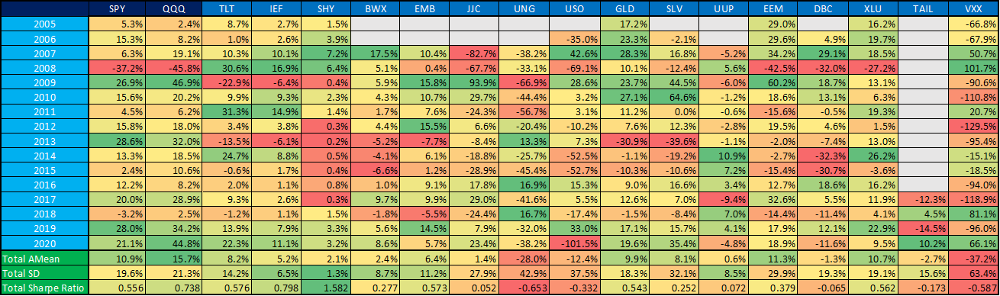 SPY QQQ TLT IEF SHY BWX EMB JJC UNG USO GLD SLV UUP EEM DBC XLU TAIL VXX
2005 5.3% 2.4% 8.7% 2.7% 1.5% 17.2% 29.0% 16.2% -66.8%
2006 15.3% 8.2% 1.0% 2.6% 3.9% -35.0% 23.3% -2.1% 29.6% 4.9% 19.7% -67.9%
2007 6.3% 19.1% 10.3% 10.1% 7.2% 17.5% 10.4% -82.7% -38.2% 42.6% 28.3% 16.8% -5.2% 34.2% 29.1% 18.5% 50.7%
2008 -37.2% -45.8% 30.6% 16.9% 6.4% 5.1% 0.4% -67.7% -33.1% -69.1% 10.1% -12.4% 5.6% -42.5% -32.0% -27.2% 101.7%
2009 26.9% 46.9% -22.9% -6.4% 0.4% 5.9% 15.8% 93.9% -66.9% 28.6% 23.7% 44.5% -6.0% 60.2% 18.7% 13.1% -90.6%
2010 15.6% 20.2% 9.9% 9.3% 2.3% 4.3% 10.7% 29.7% -44.4% 3.2% 27.1% 64.6% -1.2% 18.6% 13.1% 6.3% -110.8%
2011 4.5% 6.2% 31.3% 14.9% 1.4% 1.7% 7.6% -24.3% -56.7% 3.1% 11.2% 0.0% -0.6% -15.6% -0.5% 19.3% 20.7%
2012 15.8% 18.0% 3.4% 3.8% 0.3% 4.4% 15.5% 6.6% -20.4% -10.2% 7.6% 12.3% -2.8% 19.5% 4.6% 1.5% -129.5%
2013 28.6% 32.0% -13.5% -6.1% 0.2% -5.2% -7.7% -8.4% 13.3% 7.3% -30.9% -39.6% -1.1% -2.0% -7.4% 13.0% -95.4%
2014 13.3% 18.5% 24.7% 8.8% 0.5% -4.1% 6.1% -18.8% -25.7% -52.5% -1.1% -19.2% 10.9% -2.7% -32.3% 26.2% -15.1%
2015 2.4% 10.6% -0.6% 1.7% 0.4% -6.6% 1.2% -28.9% -45.4% -52.7% -10.3% -10.6% 7.2% -15.4% -30.7% -3.6% -18.5%
2016 12.2% 8.2% 2.0% 1.1% 0.8% 1.0% 9.1% 17.8% 16.9% 15.3% 9.0% 16.6% 3.4% 12.7% 18.6% 16.2% -94.0%
2017 20.0% 28.9% 9.3% 2.6% 0.3% 9.7% 9.9% 29.0% -41.6% 5.5% 12.6% 7.0% -9.4% 32.6% 5.5% 11.9% -12.3% -118.9%
2018 -3.2% 2.5% -1.2% 1.1% 1.5% -1.8% -5.5% -24.4% 16.7% -17.4% -1.5% -8.4% 7.0% -14.4% -11.4% 4.1% 4.5% 81.1%
2019 28.0% 34.2% 13.9% 7.9% 3.3% 5.6% 14.5% 7.9% -32.0% 33.0% 17.1% 15.7% 4.1% 17.9% 12.1% 22.9% -14.5% -96.0%
2020 21.1% 44.8% 22.3% 11.1% 3.2% 8.6% 5.7% 23.4% -38.2% -101.5% 19.6% 35.4% -4.8% 18.9% -11.6% 9.5% 10.2% 66.1%
Total AMean 10.9% 15.7% 8.2% 5.2% 2.1% 2.4% 6.4% 1.4% -28.0% -12.4% 9.9% 8.1% 0.6% 11.3% -1.3% 10.7% -2.7% -37.2%
Total SD 19.6% 21.3% 14.2% 6.5% 1.3% 8.7% 11.2% 27.9% 42.9% 37.5% 18.3% 32.1% 8.5% 29.9% 19.3% 19.1% 15.6% 63.4%
Total Sharpe Ratio 0.556 0.738 0.576 0.798 1.582 0.277 0.573 0.052 -0.653 -0.332 0.543 0.252 0.072 0.379 -0.065 0.562 -0.173 -0.587